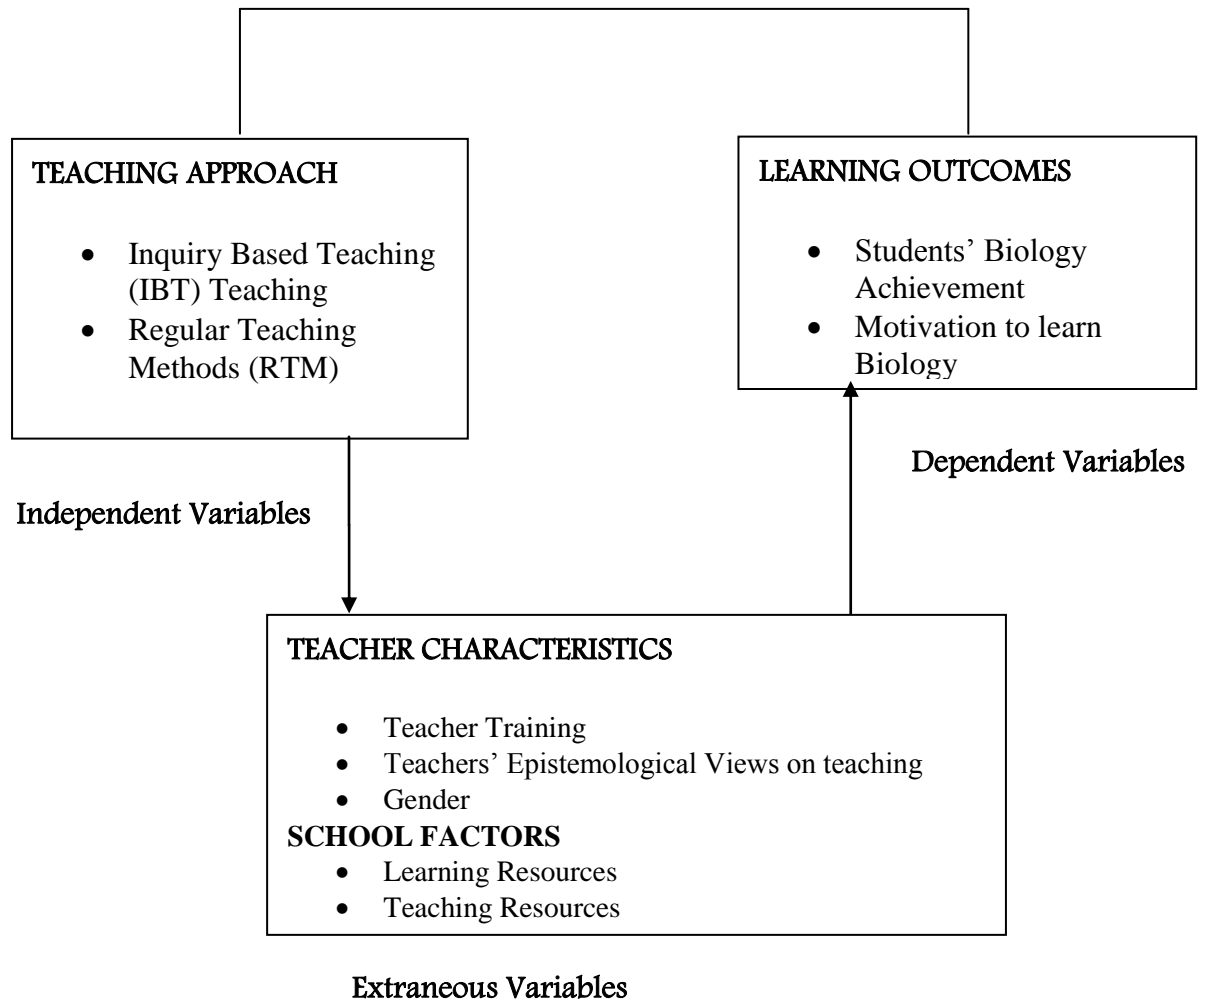 TEACHING APPROACH
Inquiry Based Teaching
(IBT) Teaching
Regular Teaching
Methods (RTM)
Independent Variables
LEARNING OUTCOMES
Students’ Biology
Achievement
Motivation to learn
Biology
Dependent Variables
TEACHER CHARACTERISTICS
Teacher Training
Teachers’ Epistemological Views on teaching
Gender
SCHOOL FACTORS
Learning Resources
Teaching Resources
Extraneous Variables